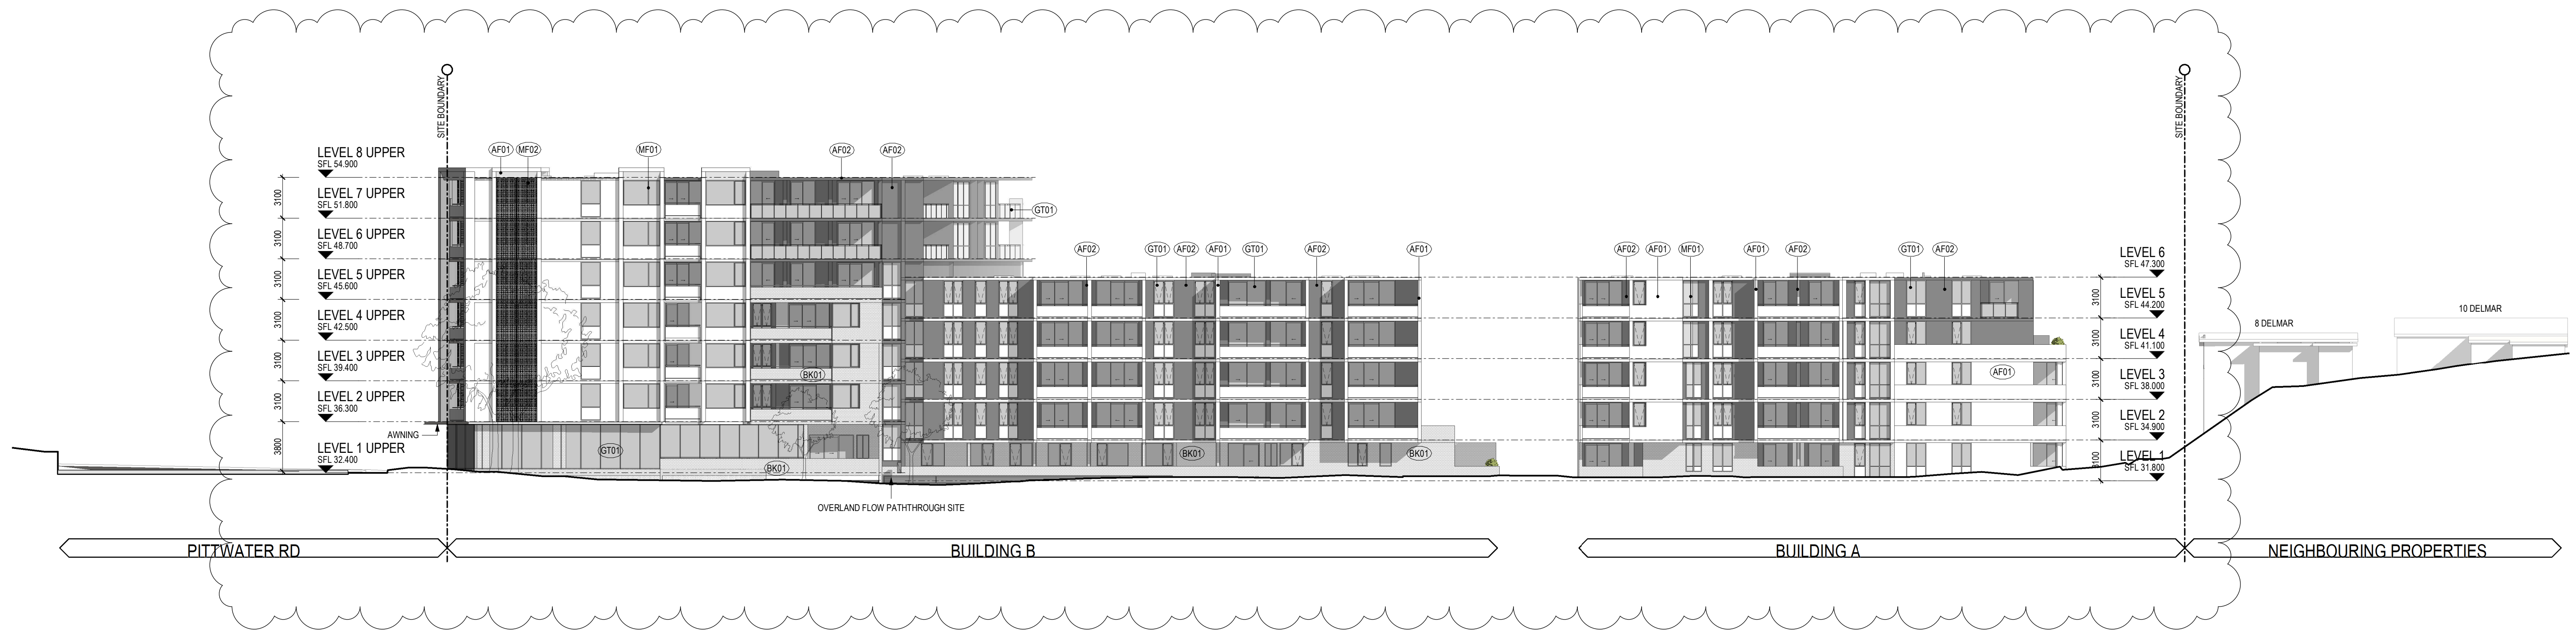 SITE BOUNDARY
SITE BOUNDARY
LEVEL 8 UPPER
SFL 54.900
LEVEL 7 UPPER
SFL 51.800
LEVEL 6 UPPER
SFL 48.700
LEVEL 5 UPPER
SFL 45.600
LEVEL 4 UPPER
SFL 42.500
LEVEL 3 UPPER
SFL 39.400
LEVEL 2 UPPER
SFL 36.300
LEVEL 1 UPPER
SFL 32.400
3100
3100
3100
3100
3100
3100
3800
AWNING
AF01
MF02
MF01
AF02
AF02
GT01
AF02
GT01
AF02
AF01
GT01
AF02
AF01
AF02
AF01
MF01
AF01
AF02
GT01
AF02
BK01
GT01
BK01
BK01
BK01
AF01
OVERLAND FLOW PATHTHROUGH SITE
LEVEL 6
SFL 47.300
LEVEL 5
SFL 44.200
LEVEL 4
SFL 41.100
LEVEL 3
SFL 38.000
LEVEL 2
SFL 34.900
LEVEL 1
SFL 31.800
3100
3100
3100
3100
3100
8 DELMAR
10 DELMAR
PITTWATER RD
BUILDING B
BUILDING A
NEIGHBOURING PROPERTIES